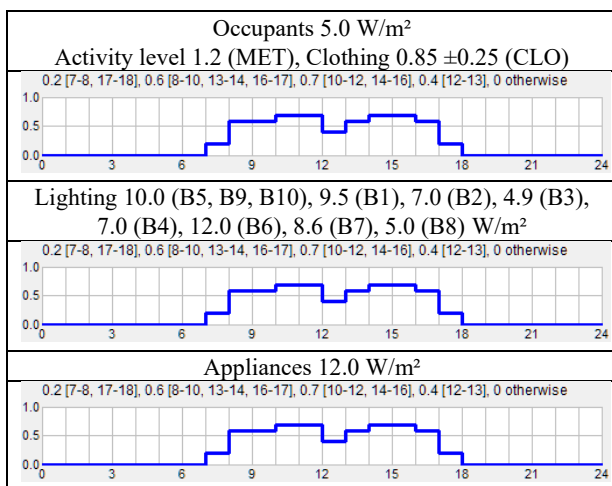 Occupants 5.0 W/m²
Activity level 1.2 (MET), Clothing 0.85 ±0.25 (CLO)
0.2 [7-8, 17-18], 0.6 [8-10, 13-14, 16-17], 0.7 [10-12, 14-16], 0 otherwise
1.0
0.5
0.0
0 3 6 9 12 15 18 21 24
Lighting 10.0 (B5, B9, B10), 9.5 (B1), 7.0 (B2), 4.9 (B3),
7.0 (B4), 12.0 (B6), 8.6 (B7), 5.0 (B8) W/m²
0.2 [7-8, 17-18], 0.6 [8-10, 13-14, 16-17], 0.7 [10-12, 14-16], 0.4 [12-13], 0 otherwise
1.0
0.5
0.0
0 3 6 9 12 15 18 21 24
Appliances 12.0 W/m²
0.2 [7-8, 17-18], 0.6 [8-10, 13-14, 16-17], 0.7 [10-12, 14-16], 0.4 [12-13], 0 otherwise
1.0
0.5
0.0
0 3 6 9 12 15 18 21 24